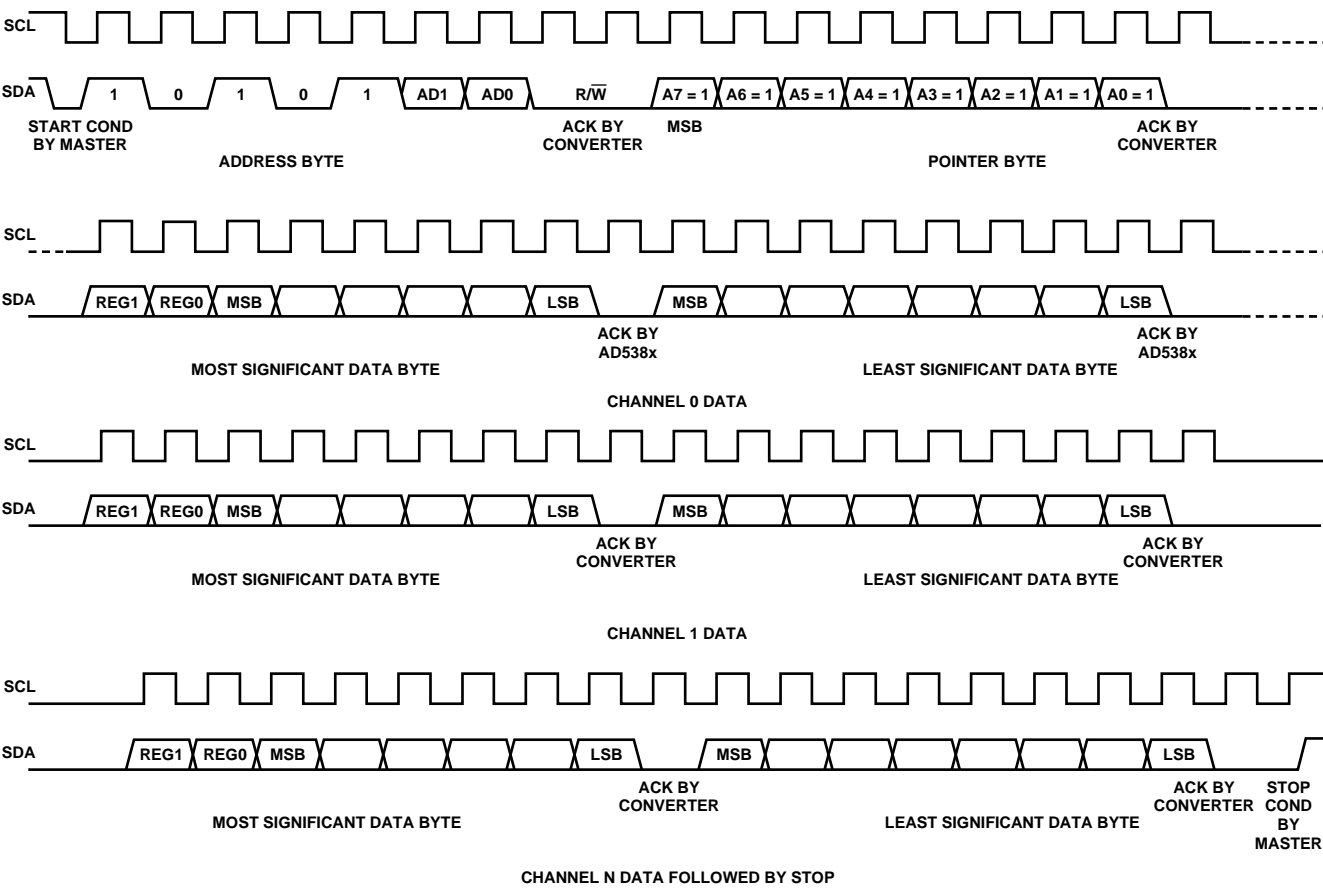 SCL
SDA 1 0 1 0 1 AD1 AD0 R/W̅ A7 = 1 A6 = 1 A5 = 1 A4 = 1 A3 = 1 A2 = 1 A1 = 1 A0 = 1
START COND ACK BY MSB ACK BY
BY MASTER CONVERTER CONVERTER
ADDRESS BYTE POINTER BYTE
SCL
SDA REG1 REG0 MSB LSB MSB LSB
ACK BY ACK BY
AD538x AD538x
MOST SIGNIFICANT DATA BYTE LEAST SIGNIFICANT DATA BYTE
CHANNEL 0 DATA
SCL
SDA REG1 REG0 MSB LSB MSB LSB
ACK BY ACK BY
CONVERTER CONVERTER
MOST SIGNIFICANT DATA BYTE LEAST SIGNIFICANT DATA BYTE
CHANNEL 1 DATA
SCL
SDA REG1 REG0 MSB LSB MSB LSB
ACK BY ACK BY STOP
CONVERTER CONVERTER COND
MOST SIGNIFICANT DATA BYTE LEAST SIGNIFICANT DATA BYTE BY
MASTER
CHANNEL N DATA FOLLOWED BY STOP